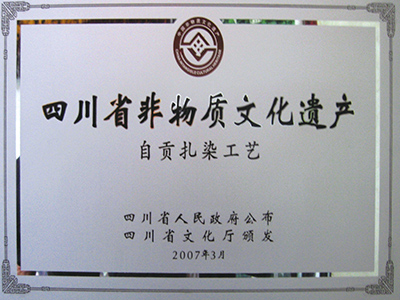 四川省非物质文化遗产
自贡扎染工艺
四川省人民政府公布
四川省文化厅颁发
2007年3月